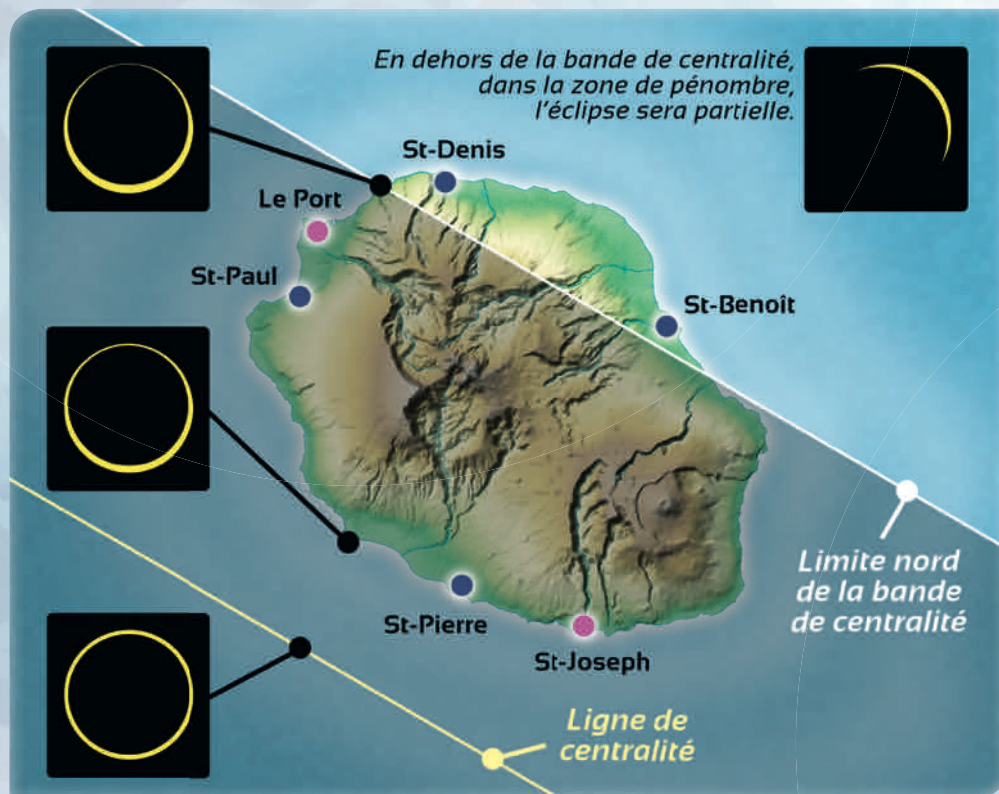 En dehors de la bande de centralité,
dans la zone de pénombre,
l'éclipse sera partielle.
St-Denis
Le Port
St-Paul
St-Benoît
Limite nord
de la bande
de centralité
St-Pierre
St-Joseph
Ligne de
centralité